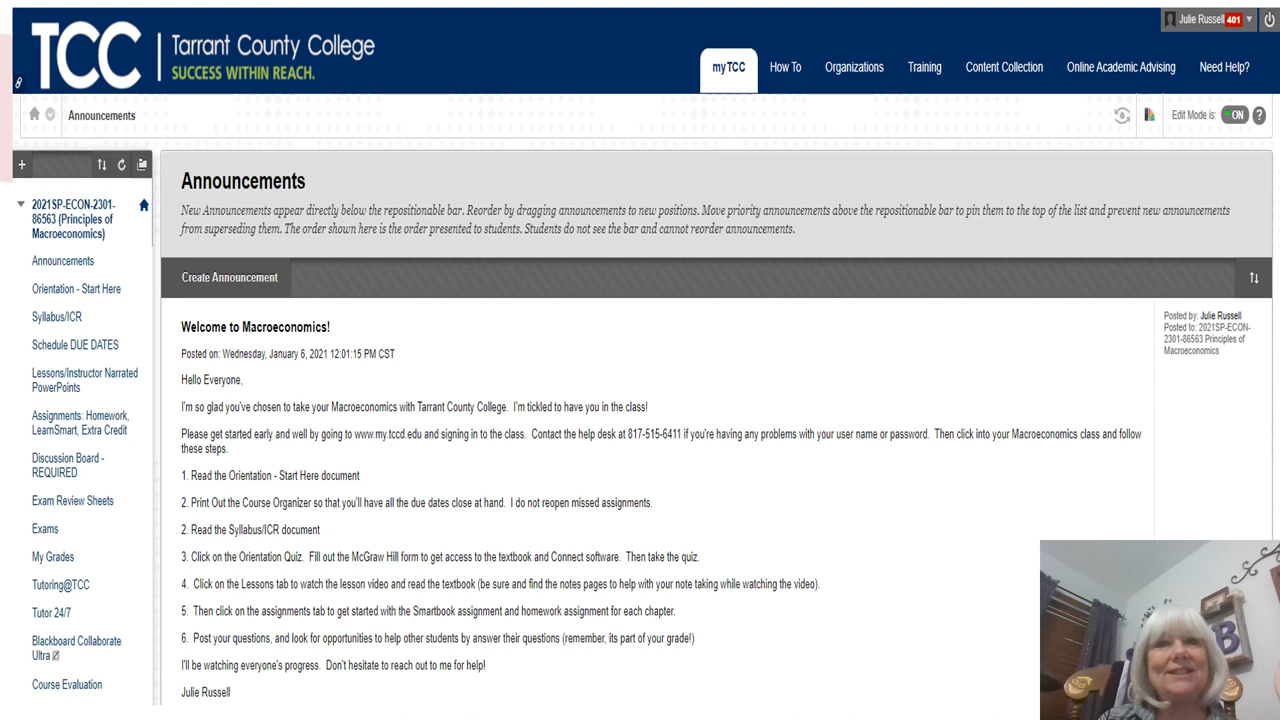 TCC
Tarrant County College
SUCCESS WITHIN REACH.
Julie Russell 401
myTCC
How To
Organizations
Training
Content Collection
Online Academic Advising
Need Help?
Announcements
Edit Mode is: ON ?
2021SP-ECON-2301-
86563 (Principles of
Macroeconomics)
Announcements
Orientation - Start Here
Syllabus/ICR
Schedule DUE DATES
Lessons/Instructor Narrated
PowerPoints
Assignments: Homework,
LearnSmart, Extra Credit
Discussion Board -
REQUIRED
Exam Review Sheets
Exams
My Grades
Tutoring@TCC
Tutor 24/7
Blackboard Collaborate
Ultra
Course Evaluation
Announcements
New Announcements appear directly below the repositionable bar. Reorder by dragging announcements to new positions. Move priority announcements above the repositionable bar to pin them to the top of the list and prevent new announcements
from superseding them. The order shown here is the order presented to students. Students do not see the bar and cannot reorder announcements.
Create Announcement
Welcome to Macroeconomics!
Posted on: Wednesday, January 6, 2021 12:01:15 PM CST
Hello Everyone,
I'm so glad you've chosen to take your Macroeconomics with Tarrant County College. I'm tickled to have you in the class!
Please get started early and well by going to www.my.tccd.edu and signing in to the class. Contact the help desk at 817-515-6411 if you're having any problems with your user name or password. Then click into your Macroeconomics class and follow
these steps.
1. Read the Orientation - Start Here document
2. Print Out the Course Organizer so that you'll have all the due dates close at hand. I do not reopen missed assignments.
2. Read the Syllabus/ICR document
3. Click on the Orientation Quiz. Fill out the McGraw Hill form to get access to the textbook and Connect software. Then take the quiz.
4. Click on the Lessons tab to watch the lesson video and read the textbook (be sure and find the notes pages to help with your note taking while watching the video).
5. Then click on the assignments tab to get started with the Smartbook assignment and homework assignment for each chapter.
6. Post your questions, and look for opportunities to help other students by answer their questions (remember, its part of your grade!)
I'll be watching everyone's progress. Don't hesitate to reach out to me for help!
Julie Russell
Posted by: Julie Russell
Posted to: 2021SP-ECON-
2301-86563 Principles of
Macroeconomics
B